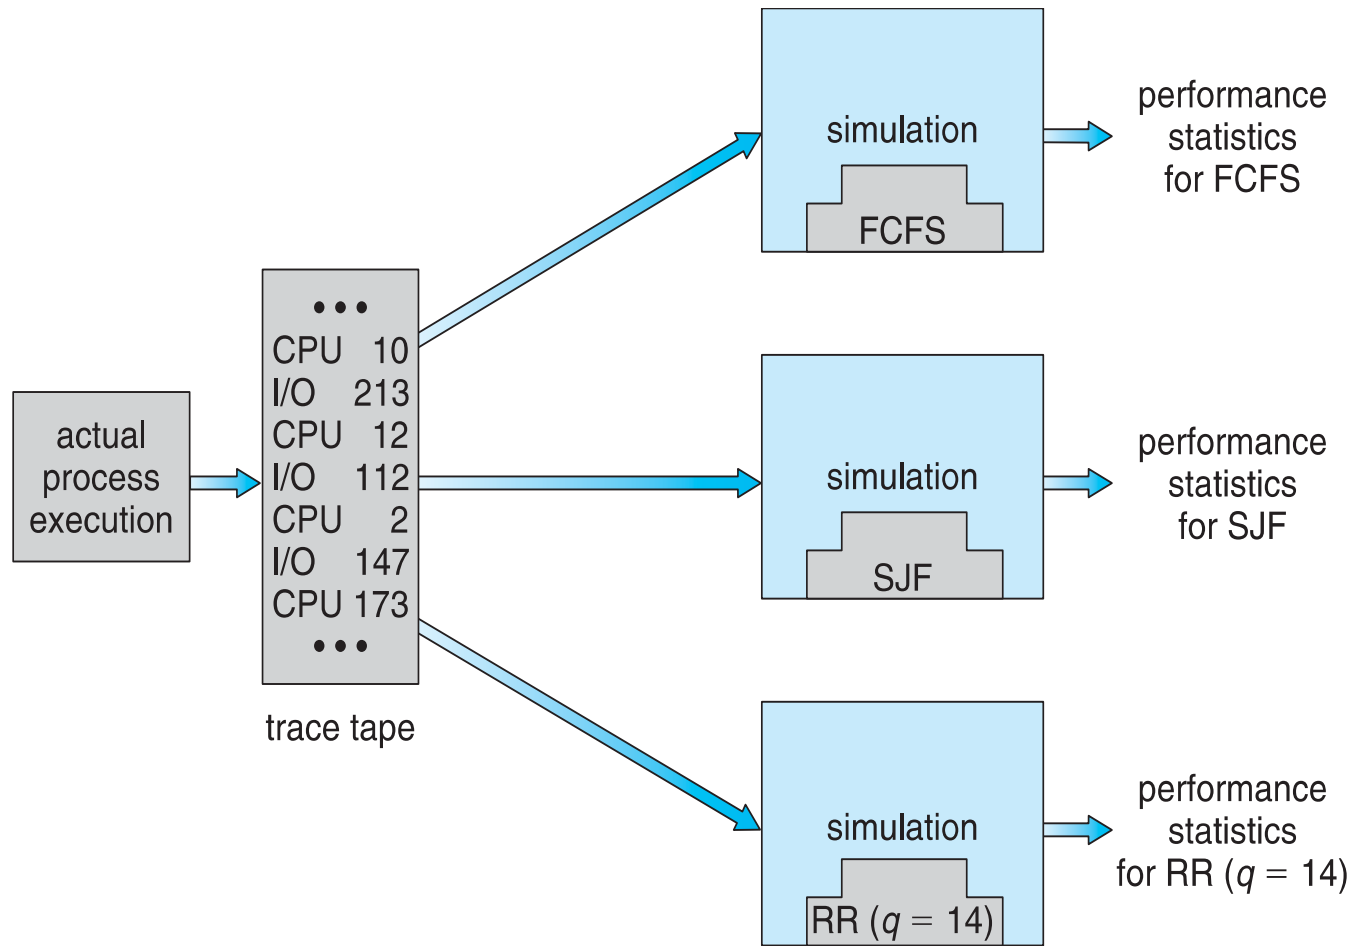 actual
process
execution
• • •
CPU 10
I/O 213
CPU 12
I/O 112
CPU 2
I/O 147
CPU 173
• • •
trace tape
simulation
FCFS
performance
statistics
for FCFS
simulation
SJF
performance
statistics
for SJF
simulation
RR (q = 14)
performance
statistics
for RR (q = 14)